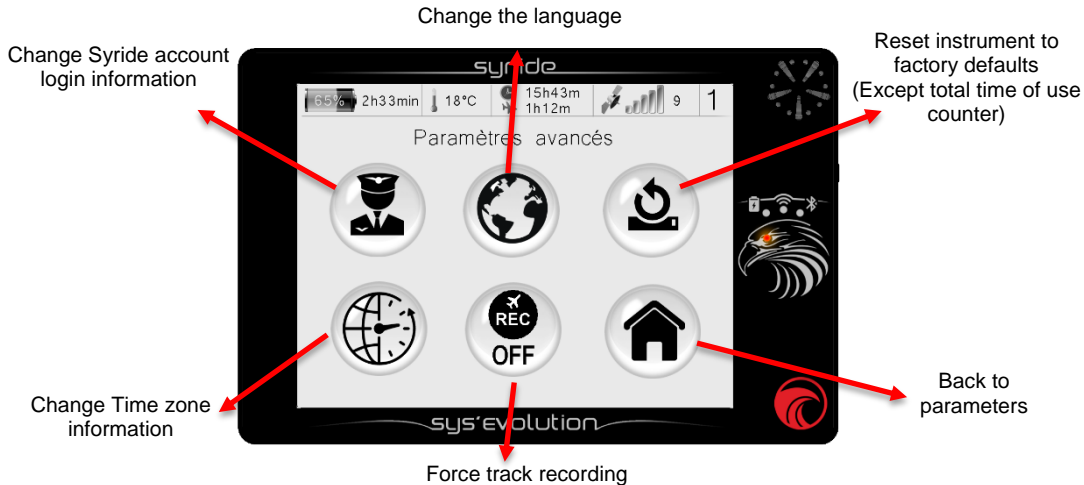 Change the language
Change Syride account
login information
Reset instrument to
factory defaults
(Except total time of use
counter)
syride
65% 2h33min 18°C 15h43m 9 1
1h12m
Paramètres avancés
REC
OFF
Change Time zone
information
Back to
parameters
sys'evolution
Force track recording